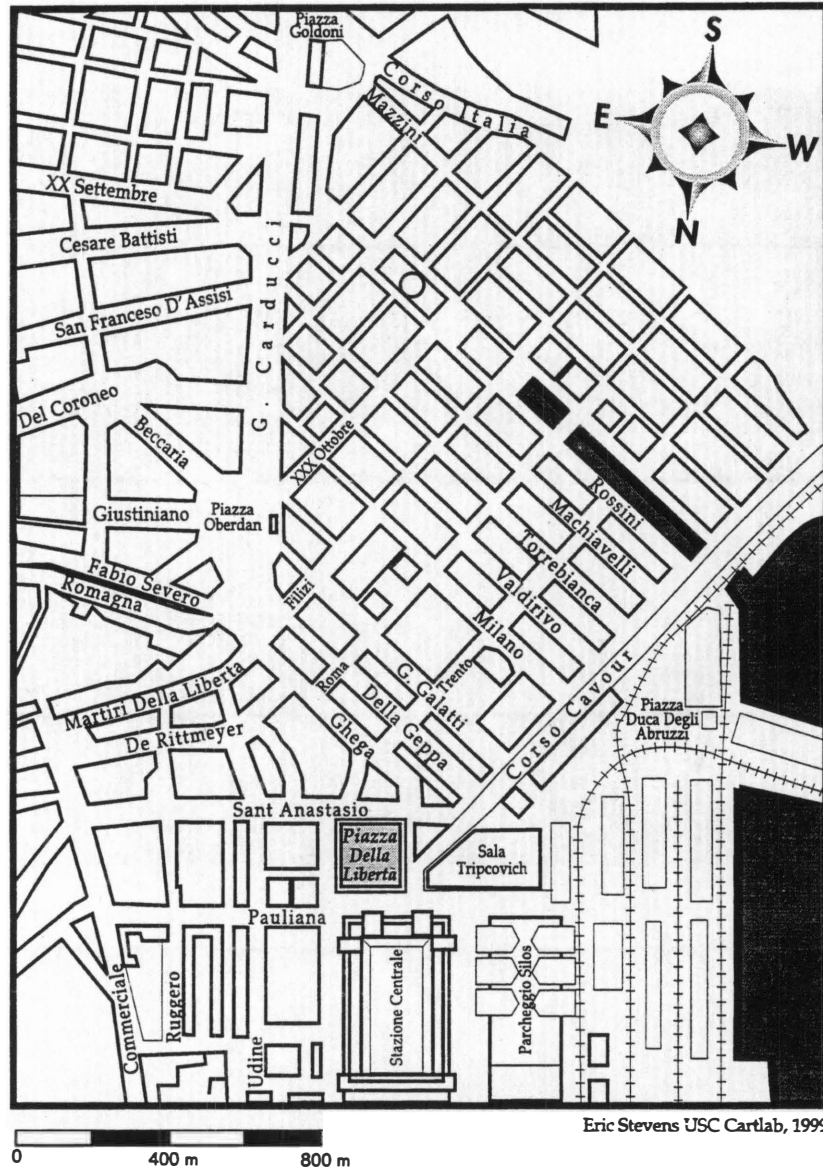 Piazza
Goldoni
Corso Italia
Mazzini
S
E
W
N
XX Settembre
Cesare Battisti
G Carducci
San Franceso D'Assisi
Del Coroneo
Beccaria
XXX Ottobre
Giustiniano
Piazza
Oberdan
Rossini
Machiavelli
Torrebianca
Valdirivo
Milano
Fabio Severo
Romagna
Filizi
Roma
Trento
G. Galatti
Della Geppa
Ghega
Corso Cavour
Martiri Della Liberta
De Rittmeyer
Piazza
Duca Degli
Abruzzi
Sant Anastasio
Piazza
Della
Libertà
Sala
Tripcovich
Pauliana
Commerciale
Ruggero
Udine
Stazione Centrale
Parcheggio Silos
Eric Stevens USC Cartlab, 1999
0 400 m 800 m